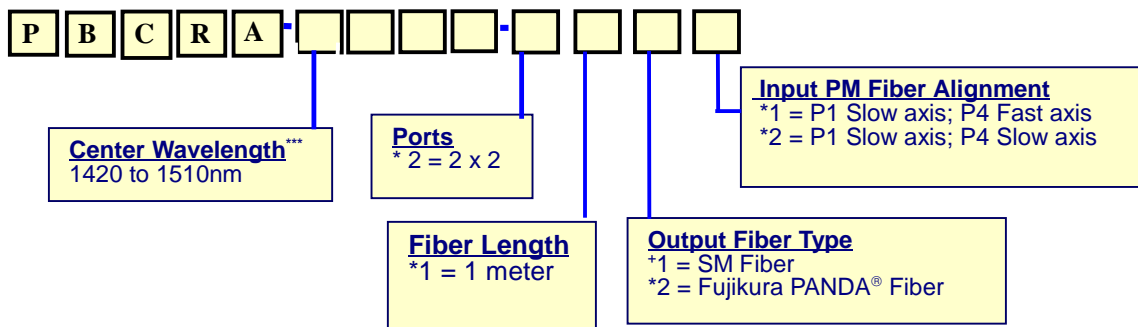 P B C R A - -
Input PM Fiber Alignment
*1 = P1 Slow axis; P4 Fast axis
*2 = P1 Slow axis; P4 Slow axis
Ports
* 2 = 2 x 2
Center Wavelength***
1420 to 1510nm
Fiber Length
*1 = 1 meter
Output Fiber Type
+1 = SM Fiber
*2 = Fujikura PANDA® Fiber